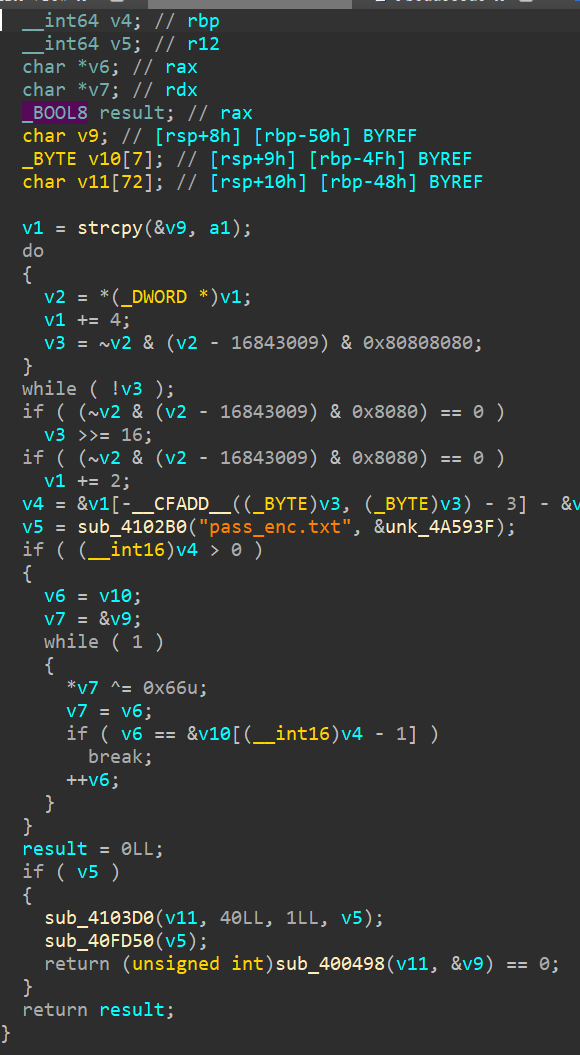 __int64 v4; // rbp
__int64 v5; // r12
char *v6; // rax
char *v7; // rdx
_BOOL8 result; // rax
char v9; // [rsp+8h] [rbp-50h] BYREF
_BYTE v10[7]; // [rsp+9h] [rbp-4Fh] BYREF
char v11[72]; // [rsp+10h] [rbp-48h] BYREF
v1 = strcpy(&v9, a1);
do
{
v2 = *(_DWORD *)v1;
v1 += 4;
v3 = ~v2 & (v2 - 16843009) & 0x80808080;
}
while ( !v3 );
if ( (~v2 & (v2 - 16843009) & 0x8080) == 0 )
v3 >>= 16;
if ( (~v2 & (v2 - 16843009) & 0x8080) == 0 )
v1 += 2;
v4 = &v1[-__CFADD__((_BYTE)v3, (_BYTE)v3) - 3] - &v
v5 = sub_4102B0("pass_enc.txt", &unk_4A593F);
if ( (__int16)v4 > 0 )
{
v6 = v10;
v7 = &v9;
while ( 1 )
{
*v7 ^= 0x66u;
v7 = v6;
if ( v6 == &v10[(__int16)v4 - 1] )
break;
++v6;
}
}
result = 0LL;
if ( v5 )
{
sub_4103D0(v11, 40LL, 1LL, v5);
sub_40FD50(v5);
return (unsigned int)sub_400498(v11, &v9) == 0;
}
return result;
}